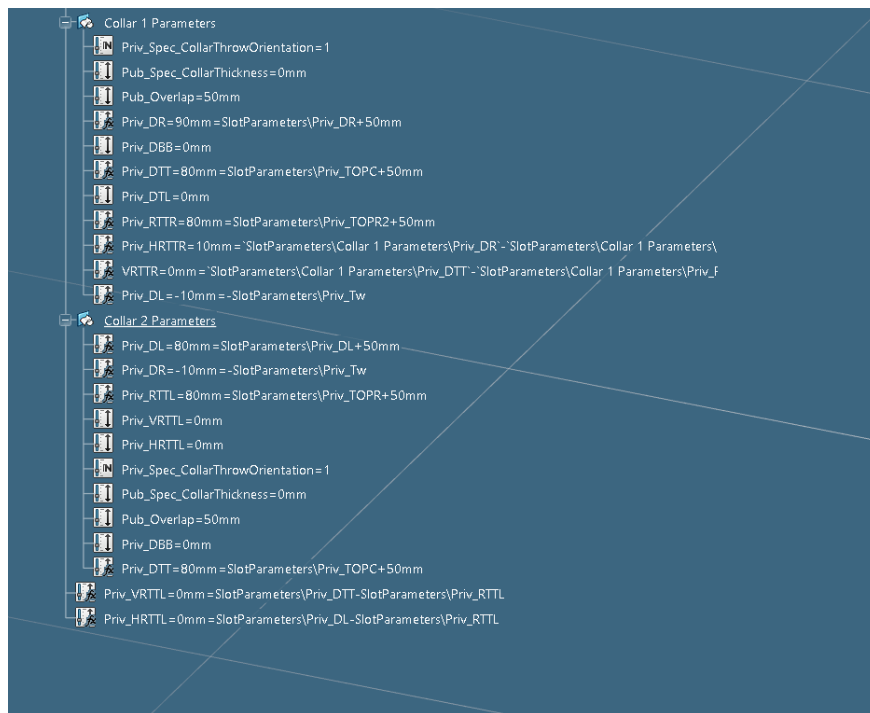 Collar 1 Parameters
Priv_Spec_CollarThrowOrientation=1
Pub_Spec_CollarThickness=0mm
Pub_Overlap=50mm
Priv_DR=90mm=SlotParameters\Priv_DR+50mm
Priv_DBB=0mm
Priv_DTT=80mm=SlotParameters\Priv_TOPC+50mm
Priv_DTL=0mm
Priv_RTTR=80mm=SlotParameters\Priv_TOPR2+50mm
Priv_HRTTR=10mm=`SlotParameters\Collar 1 Parameters\Priv_DR`-`SlotParameters\Collar 1 Parameters\
VRTTR=0mm=`SlotParameters\Collar 1 Parameters\Priv_DTT`-`SlotParameters\Collar 1 Parameters\Priv_F
Priv_DL=-10mm=-SlotParameters\Priv_Tw
Collar 2 Parameters
Priv_DL=80mm=SlotParameters\Priv_DL+50mm
Priv_DR=-10mm=-SlotParameters\Priv_Tw
Priv_RTTL=80mm=SlotParameters\Priv_TOPR+50mm
Priv_VRTTL=0mm
Priv_HRTTL=0mm
Priv_Spec_CollarThrowOrientation=1
Pub_Spec_CollarThickness=0mm
Pub_Overlap=50mm
Priv_DBB=0mm
Priv_DTT=80mm=SlotParameters\Priv_TOPC+50mm
Priv_VRTTL=0mm=SlotParameters\Priv_DTT-SlotParameters\Priv_RTTL
Priv_HRTTL=0mm=SlotParameters\Priv_DL-SlotParameters\Priv_RTTL